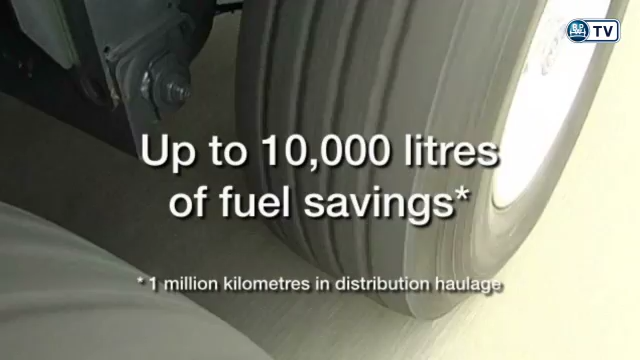 TV
Up to 10,000 litres
of fuel savings*
* 1 million kilometres in distribution haulage